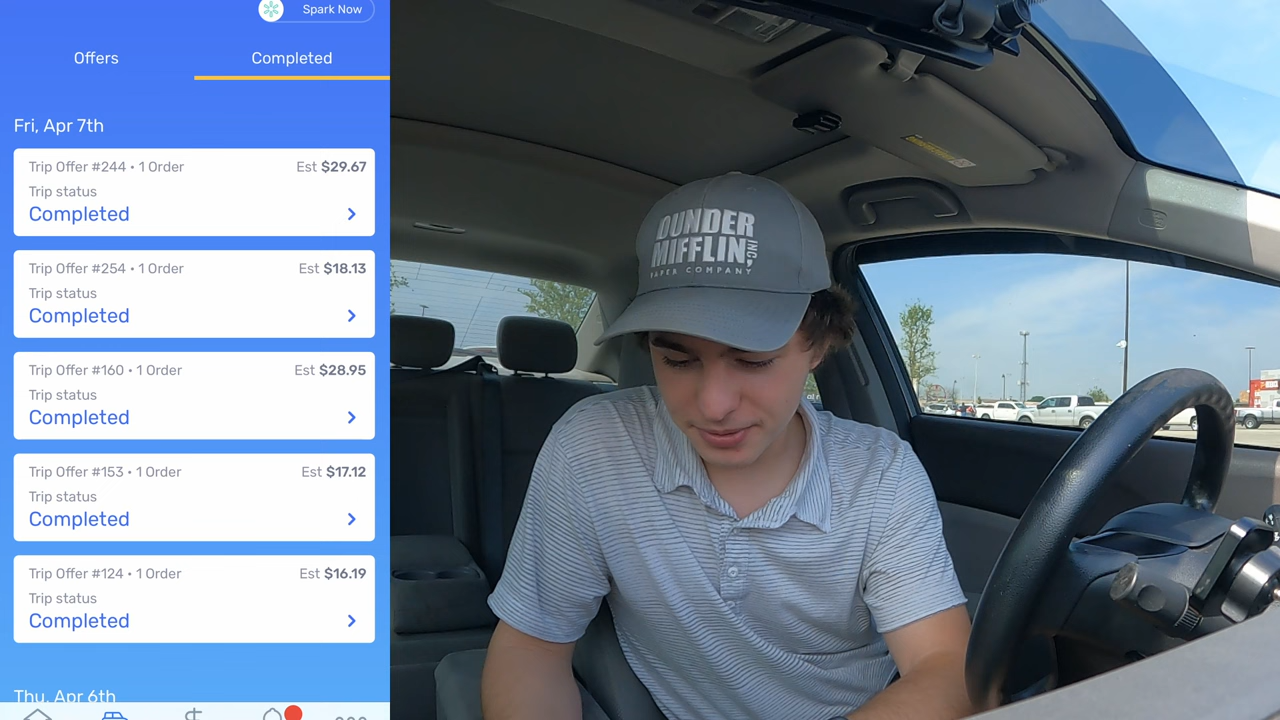 Spark Now
Offers
Completed
Fri, Apr 7th
Trip Offer #244 • 1 Order
Est $29.67
Trip status
Completed
Trip Offer #254 • 1 Order
Est $18.13
Trip status
Completed
Trip Offer #160 • 1 Order
Est $28.95
Trip status
Completed
Trip Offer #153 • 1 Order
Est $17.12
Trip status
Completed
Trip Offer #124 • 1 Order
Est $16.19
Trip status
Completed
Thu, Apr 6th
DUNDER
MIFFLIN, INC
PAPER COMPANY